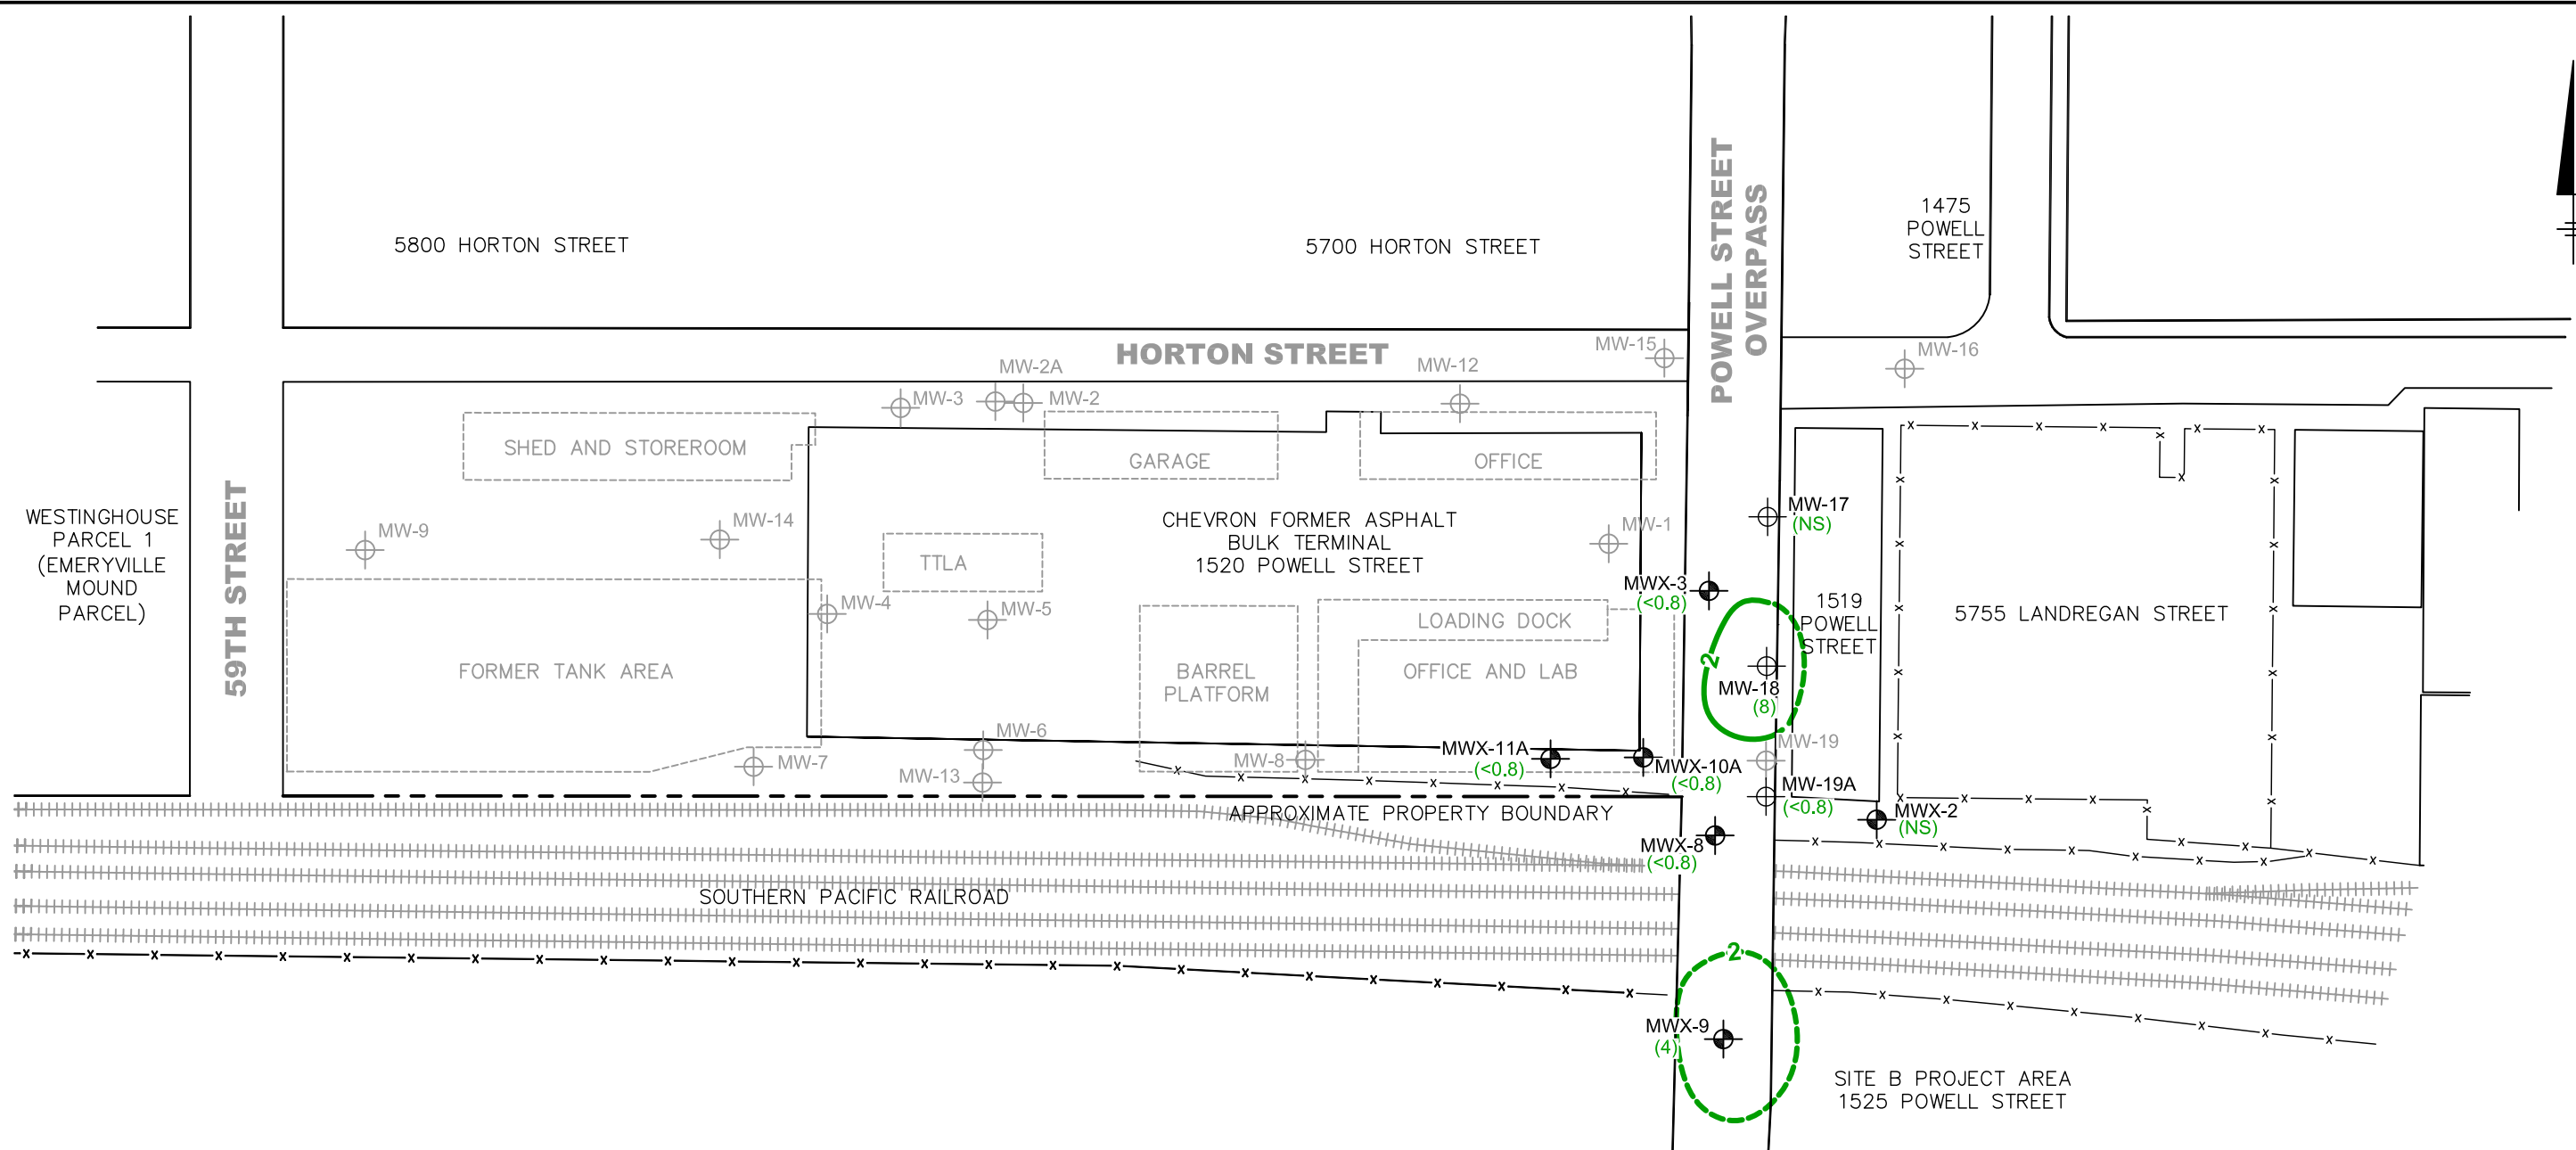 1475
POWELL
STREET
5800 HORTON STREET
5700 HORTON STREET
POWELL STREET
OVERPASS
HORTON STREET
MW-15
MW-16
MW-2A
MW-12
MW-3
MW-2
SHED AND STOREROOM
GARAGE
OFFICE
59TH STREET
WESTINGHOUSE
PARCEL 1
(EMERYVILLE
MOUND
PARCEL)
MW-9
MW-14
CHEVRON FORMER ASPHALT
BULK TERMINAL
1520 POWELL STREET
MW-1
MW-17
(NS)
TTLA
MWX-3
(<0.8)
MW-4
MW-5
LOADING DOCK
1519
POWELL
STREET
5755 LANDREGAN STREET
FORMER TANK AREA
BARREL
PLATFORM
OFFICE AND LAB
2
MW-18
(8)
MW-6
MW-7
MW-13
MW-8
MWX-11A
(<0.8)
MWX-10A
(<0.8)
MW-19
MW-19A
(<0.8)
MWX-2
(NS)
APPROXIMATE PROPERTY BOUNDARY
MWX-8
(<0.8)
SOUTHERN PACIFIC RAILROAD
2
MWX-9
(4)
SITE B PROJECT AREA
1525 POWELL STREET